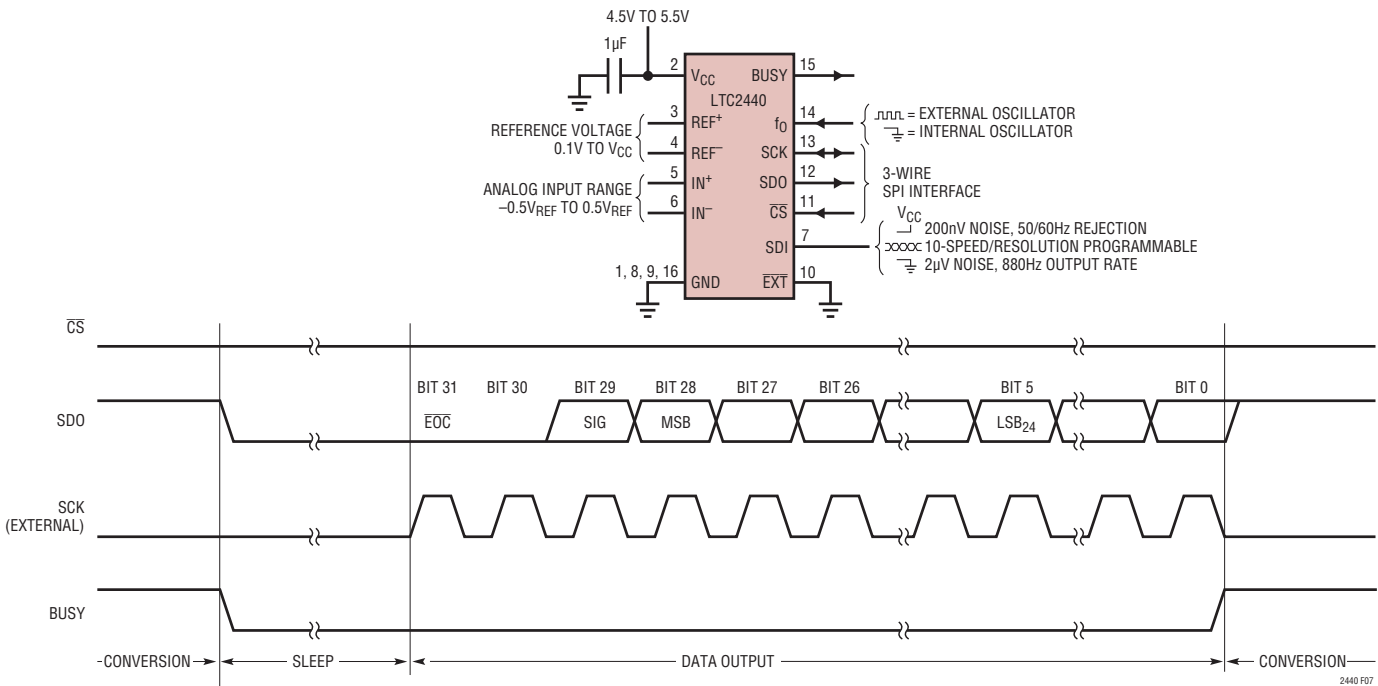 4.5V TO 5.5V
1µF
2
VCC
BUSY
15
LTC2440
REFERENCE VOLTAGE
0.1V TO VCC
3
REF+
4
REF–
14
fO
= EXTERNAL OSCILLATOR
= INTERNAL OSCILLATOR
ANALOG INPUT RANGE
–0.5VREF TO 0.5VREF
5
IN+
6
IN–
SCK
13
SDO
12
CS
11
3-WIRE
SPI INTERFACE
SDI
7
VCC
200nV NOISE, 50/60Hz REJECTION
10-SPEED/RESOLUTION PROGRAMMABLE
2µV NOISE, 880Hz OUTPUT RATE
1, 8, 9, 16
GND
EXT
10
CS
BIT 31
BIT 30
BIT 29
BIT 28
BIT 27
BIT 26
BIT 5
BIT 0
SDO
EOC
SIG
MSB
LSB24
SCK
(EXTERNAL)
BUSY
CONVERSION
SLEEP
DATA OUTPUT
CONVERSION
2440 F07